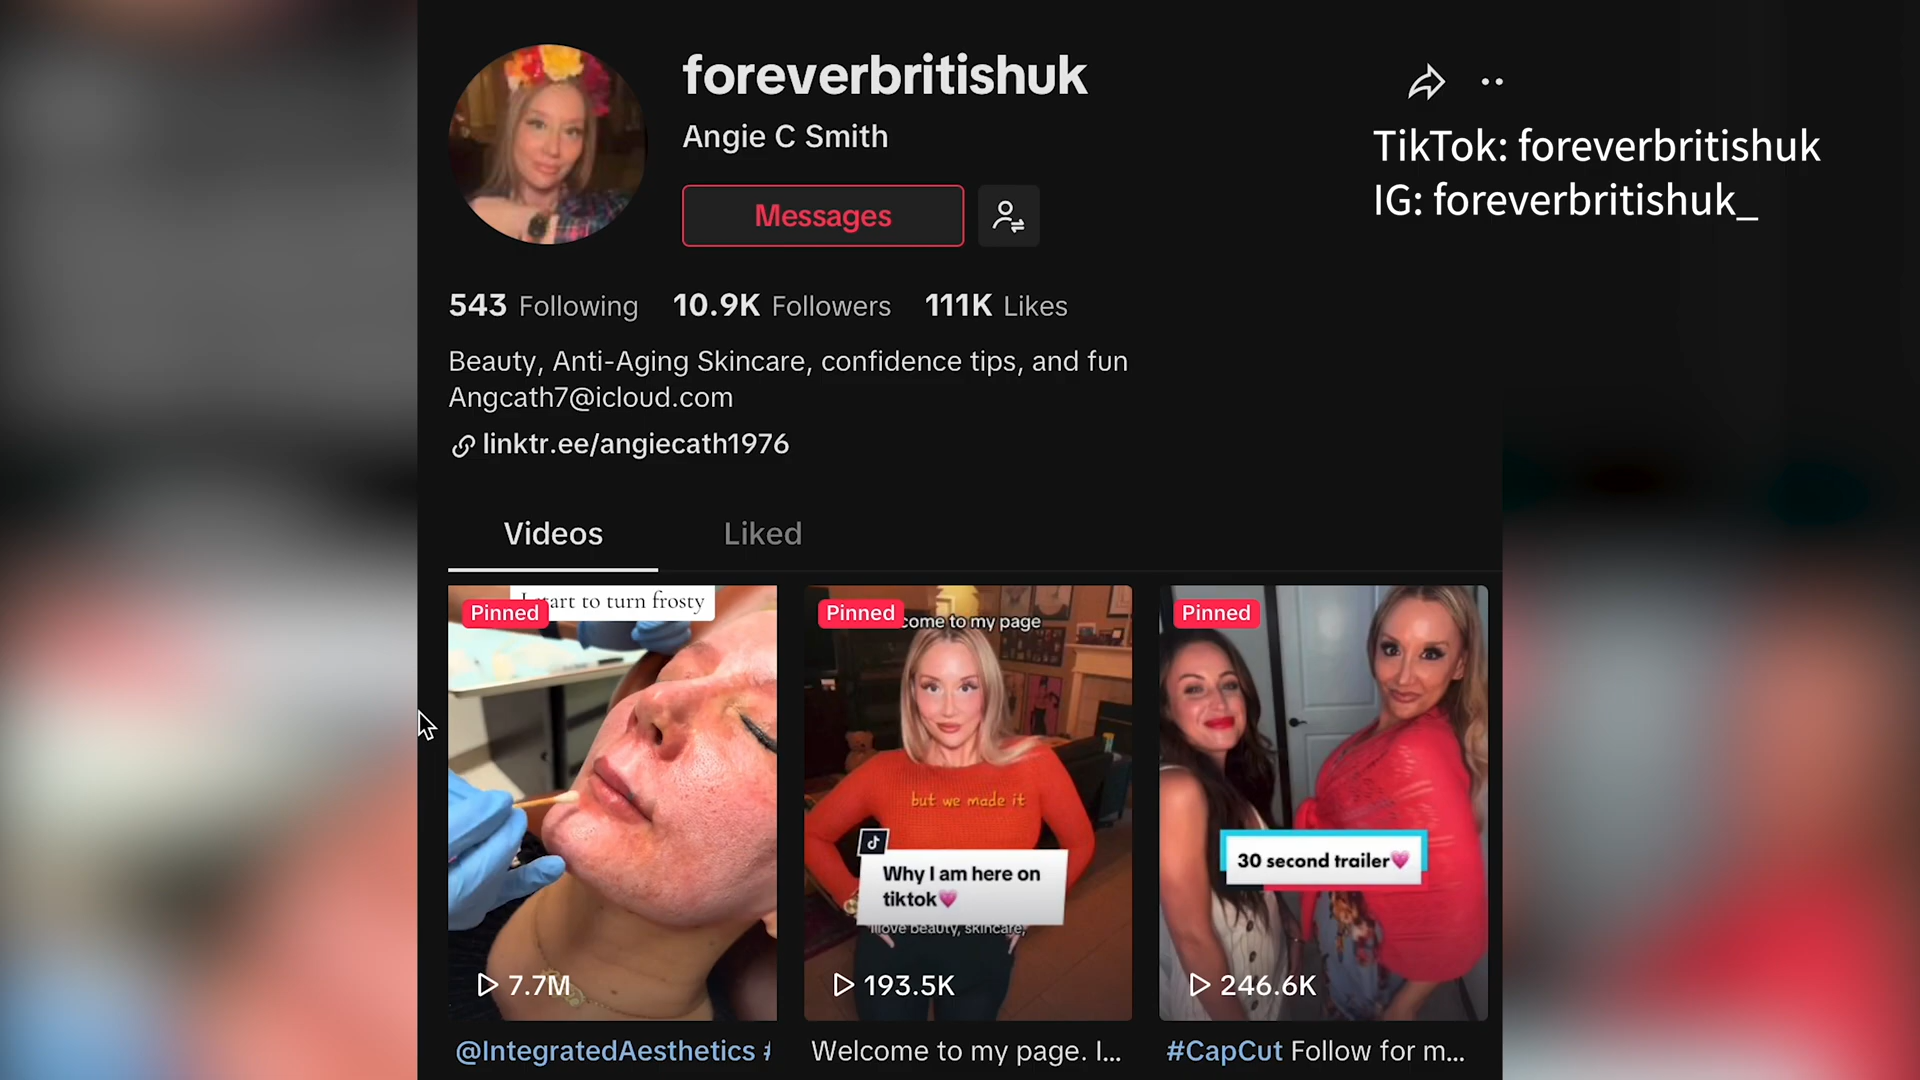 foreverbritishuk
Angie C Smith
Messages
TikTok: foreverbritishuk
IG: foreverbritishuk_
543 Following 10.9K Followers 111K Likes
Beauty, Anti-Aging Skincare, confidence tips, and fun
Angcath7@icloud.com
linktr.ee/angiecath1976
Videos Liked
Pinned
to turn frosty
7.7M
@IntegratedAesthetics #
Pinned
to my page
but we made it
Why I am here on
tiktok💗
love beauty, skincare,
193.5K
Welcome to my page. I...
Pinned
30 second trailer💗
246.6K
#CapCut Follow for m...